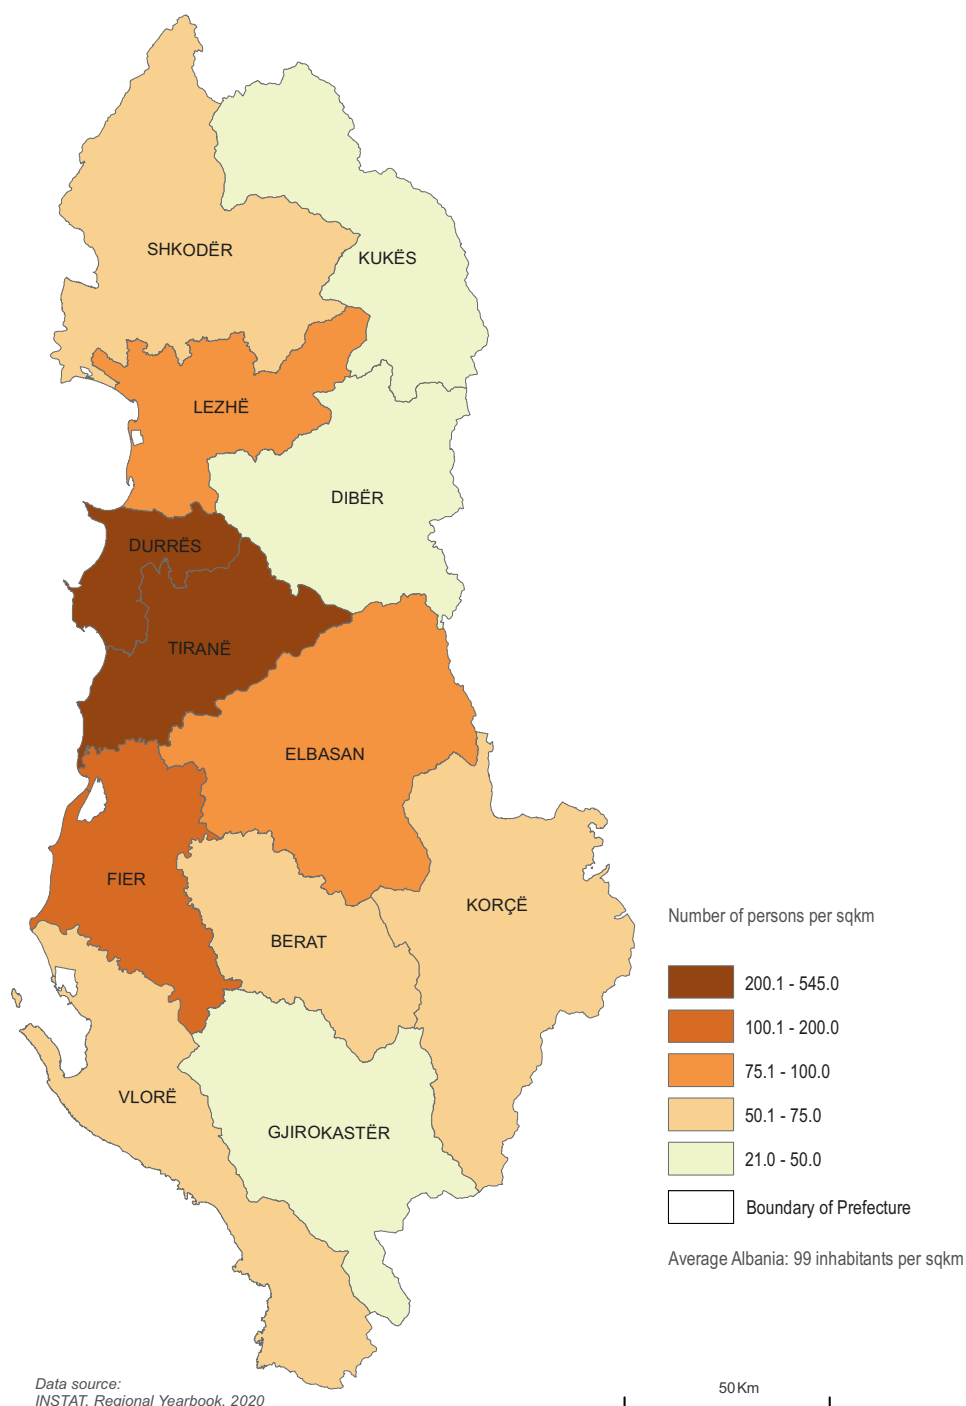 SHKODËR
KUKËS
LEZHË
DIBËR
DURRËS
TIRANË
ELBASAN
FIER
KORÇË
BERAT
VLORË
GJIROKASTËR
Number of persons per sqkm
200.1 - 545.0
100.1 - 200.0
75.1 - 100.0
50.1 - 75.0
21.0 - 50.0
Boundary of Prefecture
Average Albania: 99 inhabitants per sqkm
Data source:
INSTAT, Regional Yearbook, 2020
50 Km